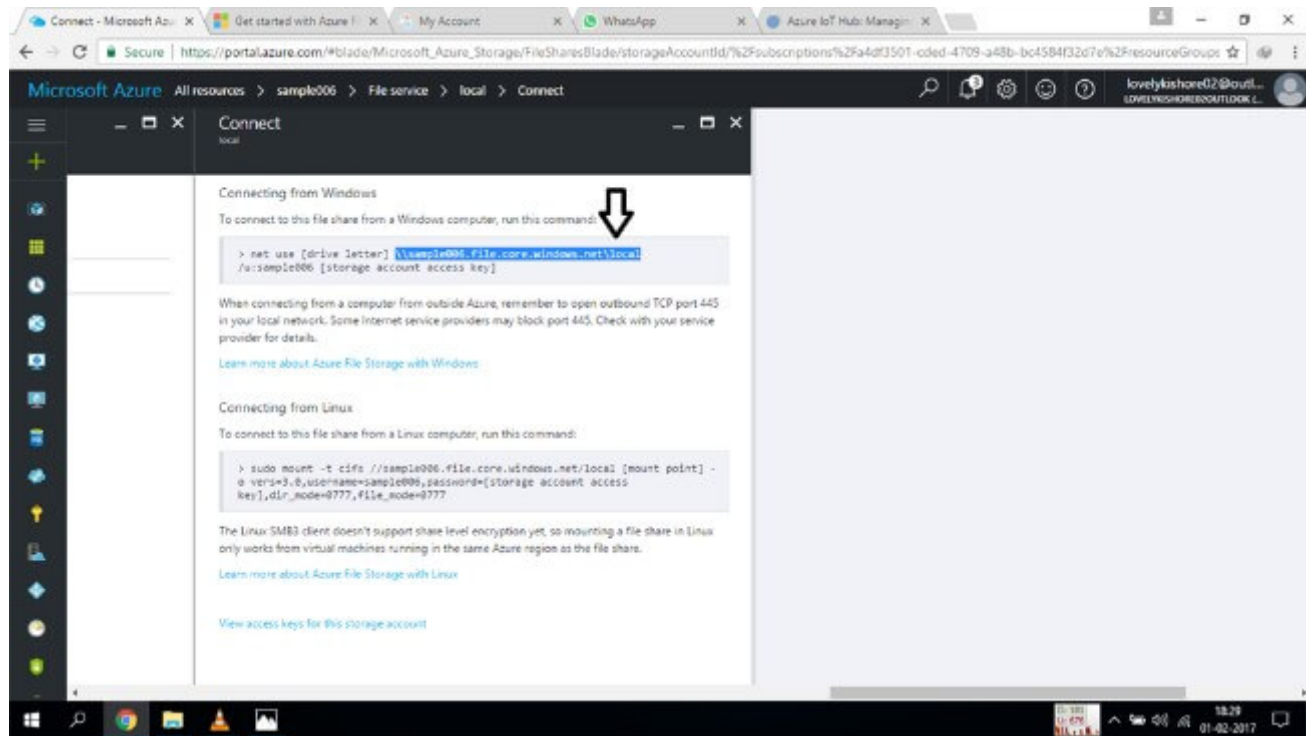 Connect - Microsoft Azu
Get started with Azure F
My Account
WhatsApp
Azure IoT Hub: Managin
Secure | https://portal.azure.com/#blade/Microsoft_Azure_Storage/FileSharesBlade/storageAccountId/%2Fsubscriptions%2Fa4df3501-cded-4709-a48b-bc4584f32d7e%2FresourceGroups
Microsoft Azure All resources > sample006 > File service > local > Connect
3
lovelykishore02@outl...
LOVELYKISHORE02OUTLOOK (...
Connect
local
Connecting from Windows
To connect to this file share from a Windows computer, run this command:
> net use [drive letter] \\sample006.file.core.windows.net\local
/u:sample006 [storage account access key]
When connecting from a computer from outside Azure, remember to open outbound TCP port 445
in your local network. Some Internet service providers may block port 445. Check with your service
provider for details.
Learn more about Azure File Storage with Windows
Connecting from Linux
To connect to this file share from a Linux computer, run this command:
> sudo mount -t cifs //sample006.file.core.windows.net/local [mount point] -
o vers=3.0,username=sample006,password=[storage account access
key],dir_mode=0777,file_mode=0777
The Linux SMB3 client doesn't support share level encryption yet, so mounting a file share in Linux
only works from virtual machines running in the same Azure region as the file share.
Learn more about Azure File Storage with Linux
View access keys for this storage account
18:29
01-02-2017